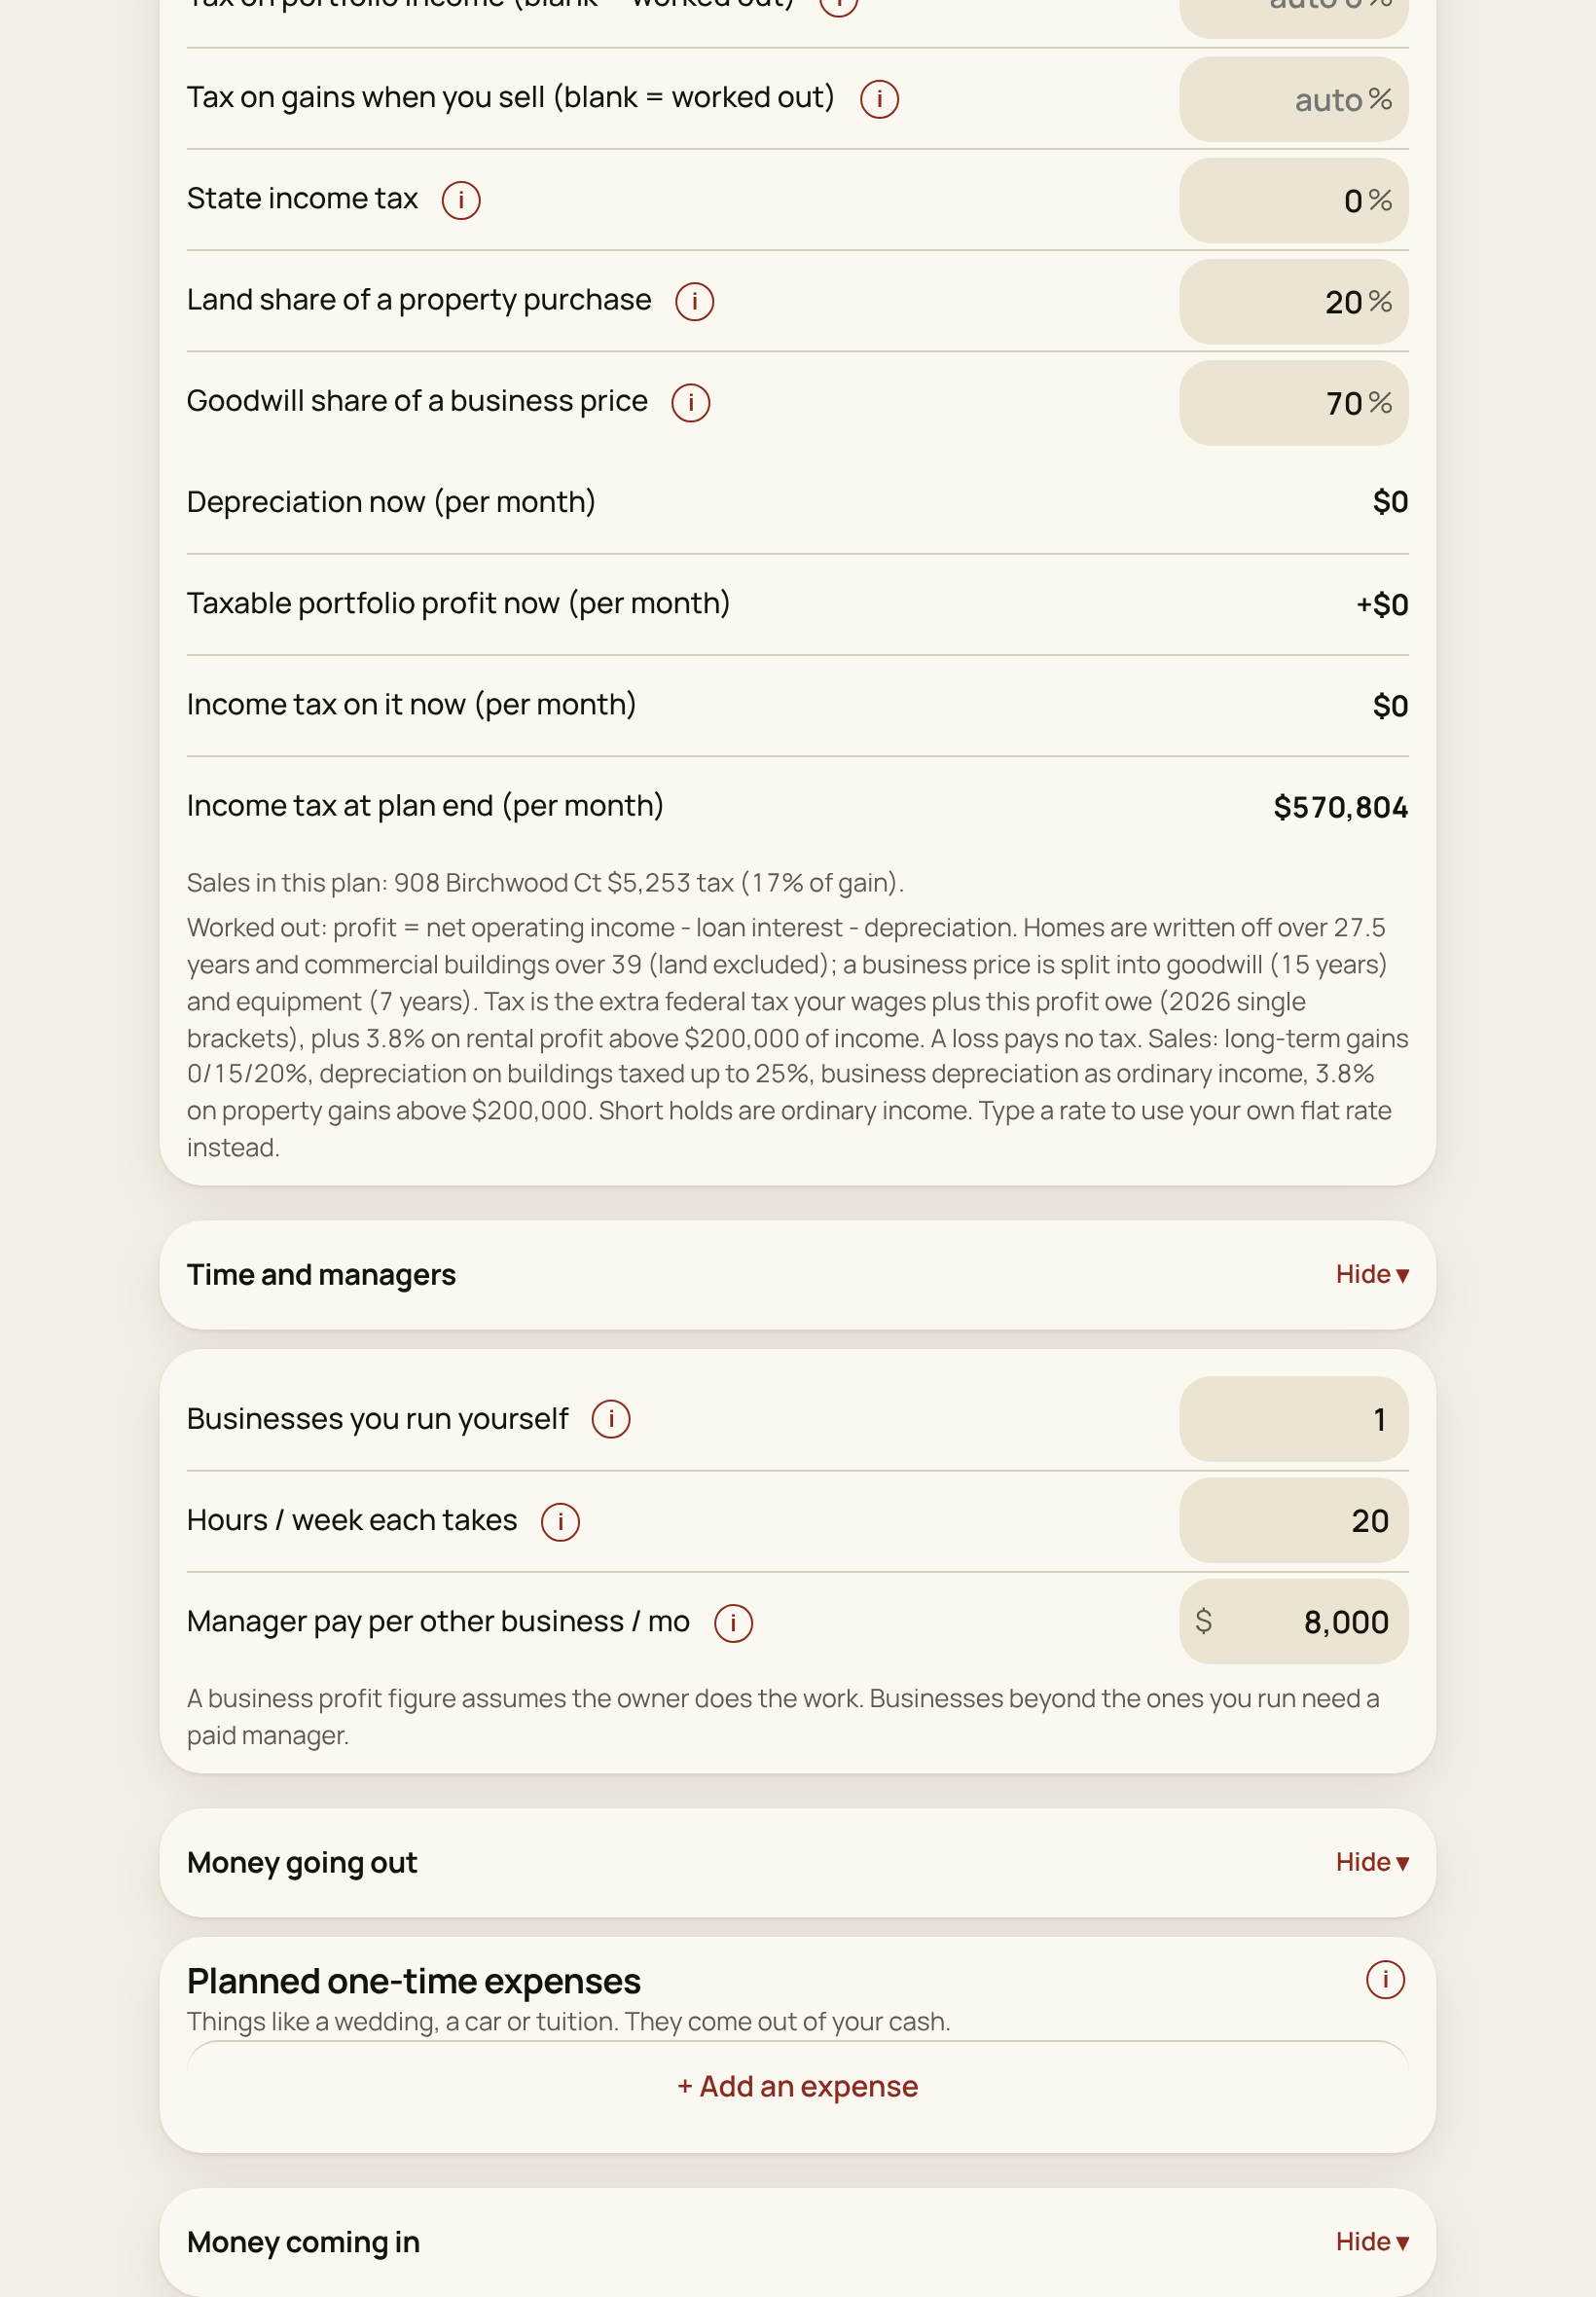 Tax on portfolio income (blank = worked out) i auto 0%
Tax on gains when you sell (blank = worked out) i auto %
State income tax i 0 %
Land share of a property purchase i 20 %
Goodwill share of a business price i 70 %
Depreciation now (per month) $0
Taxable portfolio profit now (per month) +$0
Income tax on it now (per month) $0
Income tax at plan end (per month) $570,804
Sales in this plan: 908 Birchwood Ct $5,253 tax (17% of gain).
Worked out: profit = net operating income - loan interest - depreciation. Homes are written off over 27.5
years and commercial buildings over 39 (land excluded); a business price is split into goodwill (15 years)
and equipment (7 years). Tax is the extra federal tax your wages plus this profit owe (2026 single
brackets), plus 3.8% on rental profit above $200,000 of income. A loss pays no tax. Sales: long-term gains
0/15/20%, depreciation on buildings taxed up to 25%, business depreciation as ordinary income, 3.8%
on property gains above $200,000. Short holds are ordinary income. Type a rate to use your own flat rate
instead.
Time and managers Hide ▾
Businesses you run yourself i 1
Hours / week each takes i 20
Manager pay per other business / mo i $ 8,000
A business profit figure assumes the owner does the work. Businesses beyond the ones you run need a
paid manager.
Money going out Hide ▾
Planned one-time expenses i
Things like a wedding, a car or tuition. They come out of your cash.
+ Add an expense
Money coming in Hide ▾